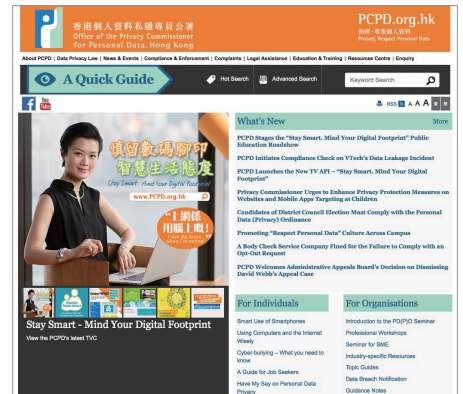 香港個人資料私隱專員公署
Office of the Privacy Commissioner
for Personal Data, Hong Kong
PCPD.org.hk
保障、尊重個人資料
Protect, Respect Personal Data
About PCPD | Data Privacy Law | News & Events | Compliance & Enforcement | Complaints | Legal Assistance | Education & Training | Resources Centre | Enquiry
A Quick Guide
Hot Search
Advanced Search
Keyword Search
f
You Tube
RSS A A A 繁 簡
慎留數碼腳印
智慧生活態度
Stay Smart Mind Your Digital Footprint
www.PCPD.org.hk
“上網係
用腦上嘅!
Stay Smart - Mind Your Digital Footprint
View the PCPD's latest TVC
What's New
More
PCPD Stages the “Stay Smart. Mind Your Digital Footprint” Public
Education Roadshow
PCPD Initiates Compliance Check on VTech's Data Leakage Incident
PCPD Launches the New TV API – “Stay Smart. Mind Your Digital
Footprint”
Privacy Commissioner Urges to Enhance Privacy Protection Measures on
Websites and Mobile Apps Targeting at Children
Candidates of District Council Election Must Comply with the Personal
Data (Privacy) Ordinance
Promoting “Respect Personal Data” Culture Across Campus
A Body Check Service Company Fined for the Failure to Comply with an
Opt-Out Request
PCPD Welcomes Administrative Appeals Board's Decision on Dismissing
David Webb's Appeal Case
For Individuals
Smart Use of Smartphones
Using Computers and the Internet
Wisely
Cyber-bullying – What you need to
know
A Guide for Job Seekers
Have My Say on Personal Data
Privacy
For Organisations
Introduction to the PD(P)O Seminar
Professional Workshops
Seminar for SME
Industry-specific Resources
Topic Guides
Data Breach Notification
Guidance Notes